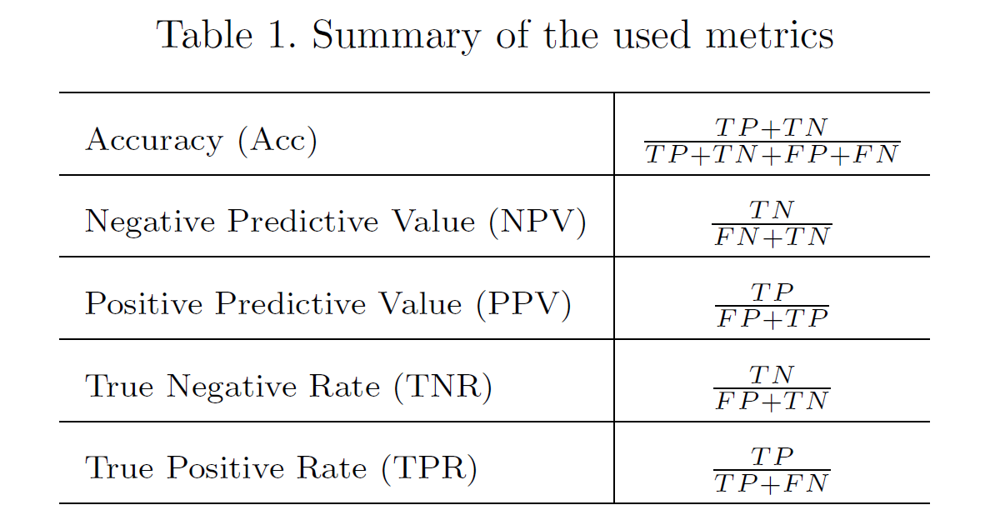 Table 1. Summary of the used metrics
Accuracy (Acc) $\frac{TP+TN}{TP+TN+FP+FN}$
Negative Predictive Value (NPV) $\frac{TN}{FN+TN}$
Positive Predictive Value (PPV) $\frac{TP}{FP+TP}$
True Negative Rate (TNR) $\frac{TN}{FP+TN}$
True Positive Rate (TPR) $\frac{TP}{TP+FN}$